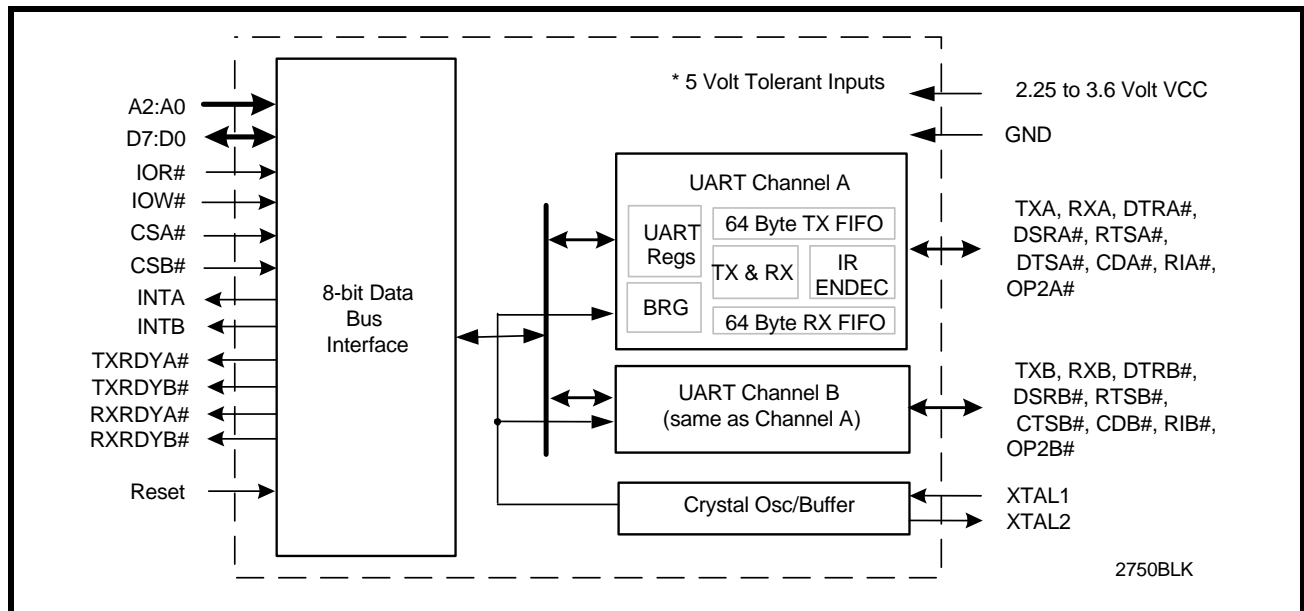 * 5 Volt Tolerant Inputs
2.25 to 3.6 Volt VCC
GND
A2:A0
D7:D0
IOR#
IOW#
CSA#
CSB#
INTA
INTB
TXRDYA#
TXRDYB#
RXRDYA#
RXRDYB#
Reset
8-bit Data
Bus
Interface
UART Channel A
UART
Regs
64 Byte TX FIFO
TX & RX
IR
ENDEC
BRG
64 Byte RX FIFO
TXA, RXA, DTRA#,
DSRA#, RTSA#,
DTSA#, CDA#, RIA#,
OP2A#
UART Channel B
(same as Channel A)
TXB, RXB, DTRB#,
DSRB#, RTSB#,
CTSB#, CDB#, RIB#,
OP2B#
Crystal Osc/Buffer
XTAL1
XTAL2
2750BLK